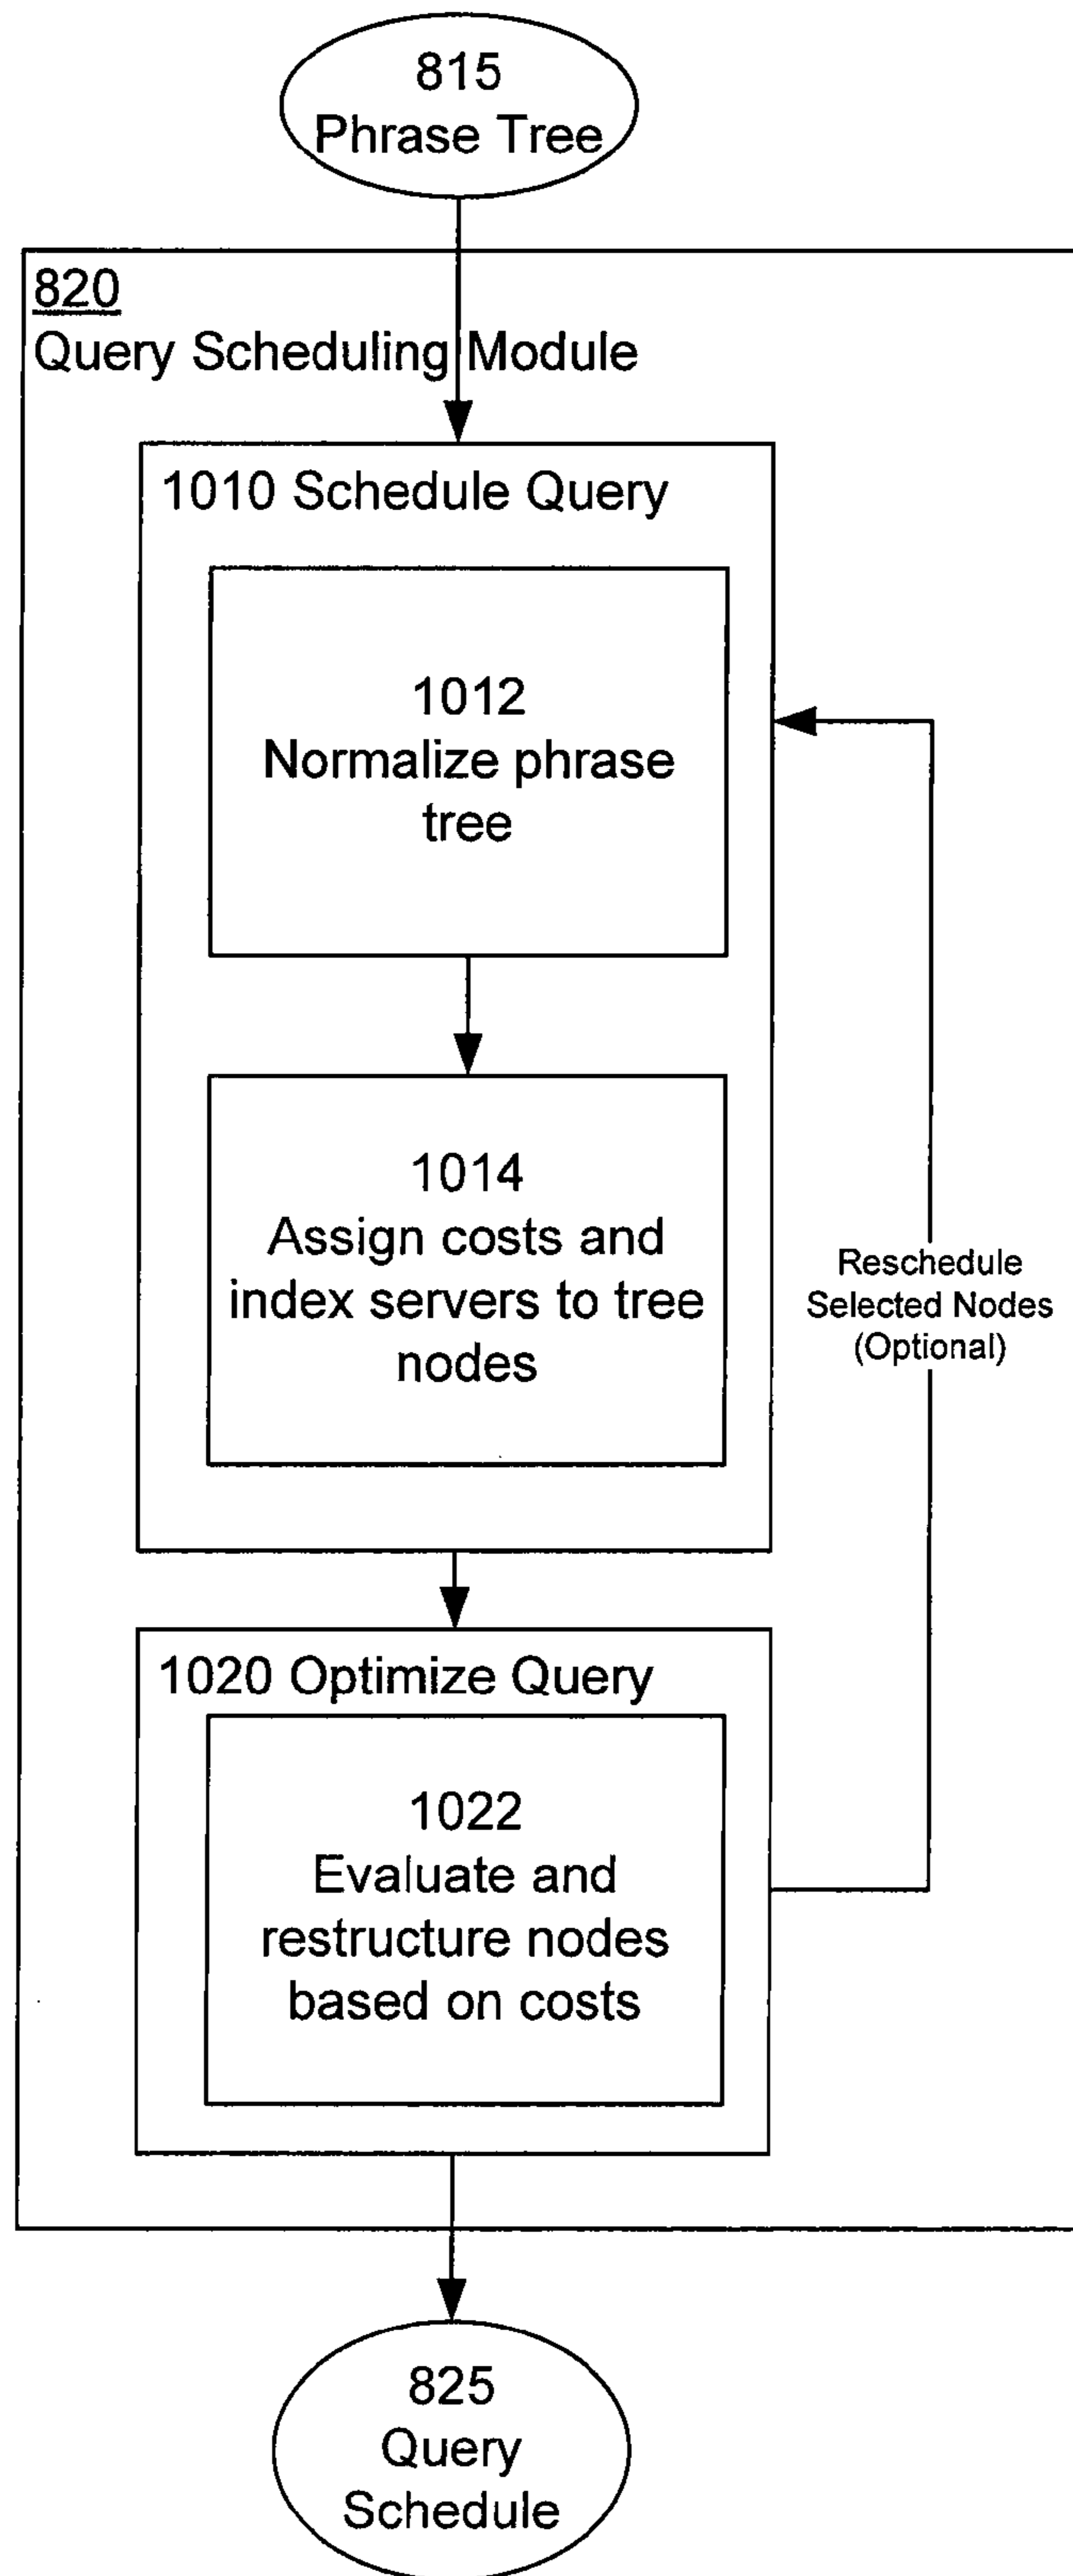 815
Phrase Tree
820
Query Scheduling Module
1010 Schedule Query
1012
Normalize phrase
tree
1014
Assign costs and
index servers to tree
nodes
Reschedule
Selected Nodes
(Optional)
1020 Optimize Query
1022
Evaluate and
restructure nodes
based on costs
825
Query
Schedule